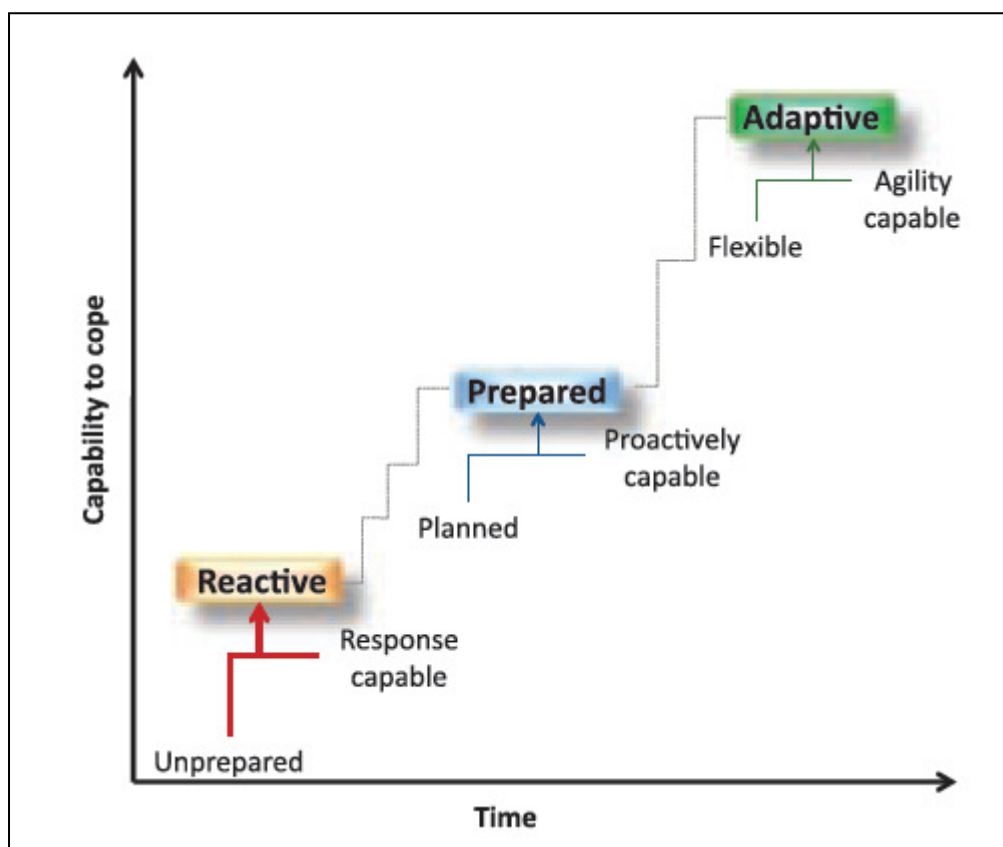 Adaptive
Agility
capable
Flexible
Capability to cope
Prepared
Proactively
capable
Planned
Reactive
Response
capable
Unprepared
Time